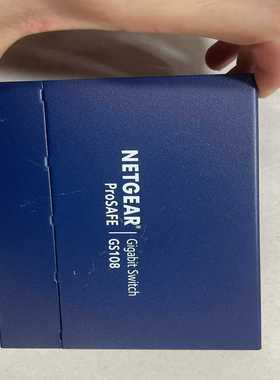 NETGEAR® | Gigabit Switch
ProSAFE | GS108